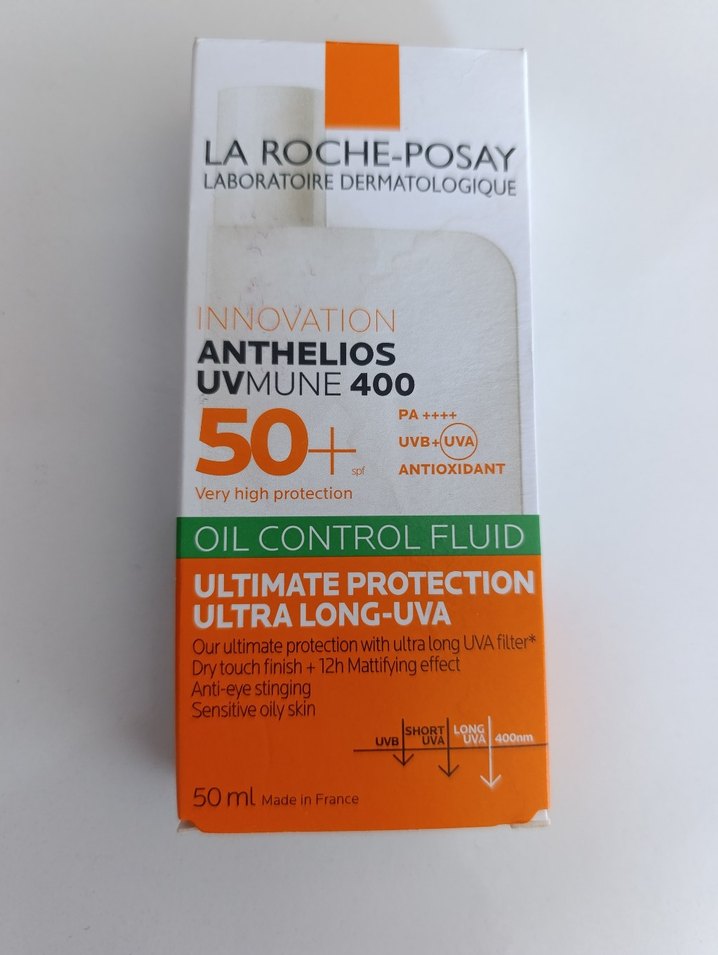 LA ROCHE-POSAY
LABORATOIRE DERMATOLOGIQUE
INNOVATION
ANTHELIOS
UVMUNE 400
50+ spf
Very high protection
PA ++++
UVB+UVA
ANTIOXIDANT
OIL CONTROL FLUID
ULTIMATE PROTECTION
ULTRA LONG-UVA
Our ultimate protection with ultra long UVA filter*
Dry touch finish + 12h Mattifying effect
Anti-eye stinging
Sensitive oily skin
UVB
SHORT
UVA
LONG
UVA
400nm
50 ml Made in France